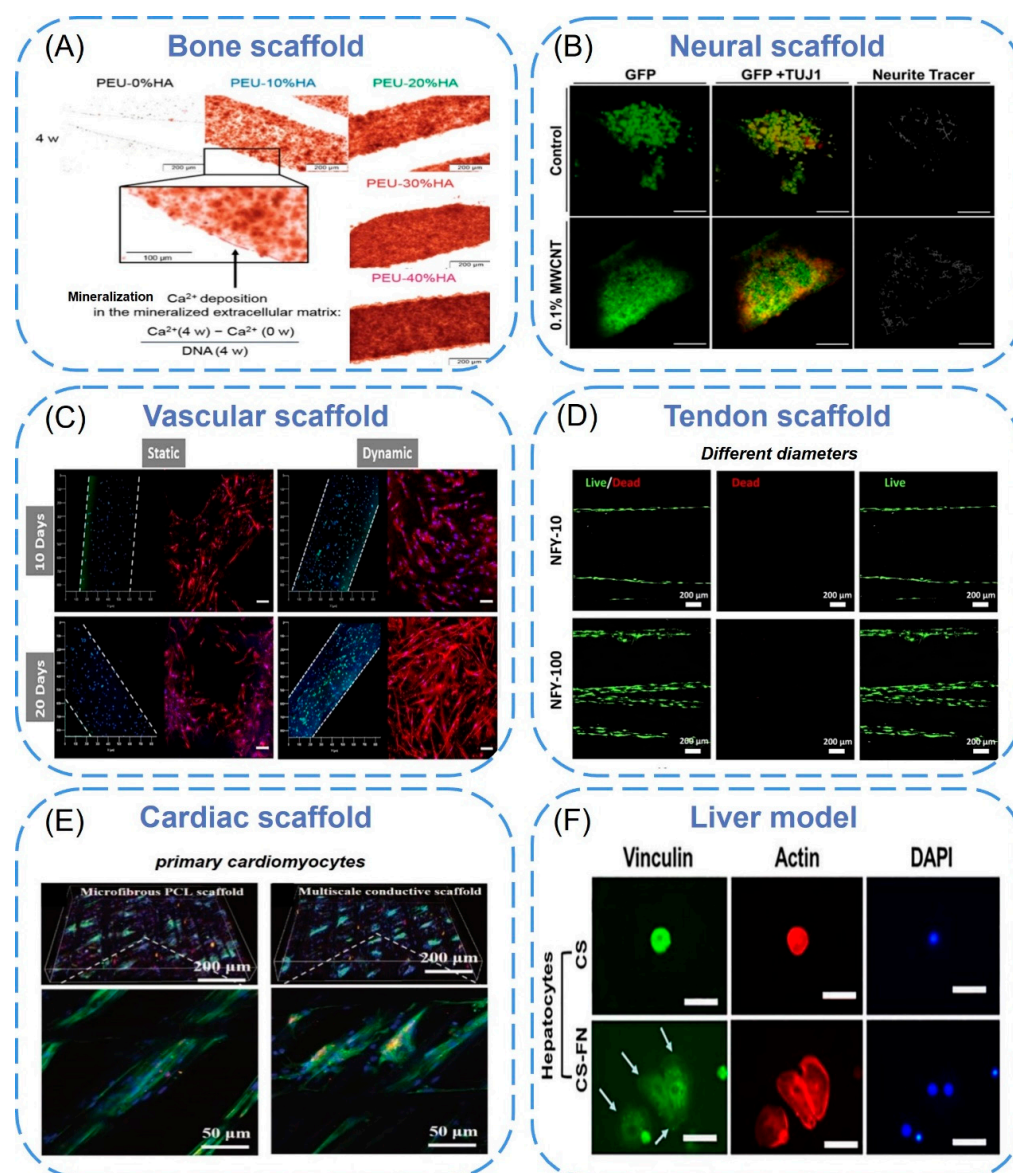 (A) Bone scaffold
PEU-0%HA PEU-10%HA PEU-20%HA
4 w
200 µm 200 µm 200 µm
PEU-30%HA
100 µm
200 µm
PEU-40%HA
Mineralization Ca²⁺ deposition
in the mineralized extracellular matrix:
Ca²⁺(4 w) – Ca²⁺ (0 w)
DNA (4 w)
200 µm
(B) Neural scaffold
GFP GFP +TUJ1 Neurite Tracer
Control
0.1% MWCNT
(C) Vascular scaffold
Static Dynamic
10 Days
20 Days
(D) Tendon scaffold
Different diameters
Live/Dead Dead Live
NFY-10
200 µm 200 µm 200 µm
NFY-100
200 µm 200 µm 200 µm
(E) Cardiac scaffold
primary cardiomyocytes
Microfibrous PCL scaffold Multiscale conductive scaffold
200 µm 200 µm
50 µm 50 µm
(F) Liver model
Vinculin Actin DAPI
Hepatocytes
CS
CS-FN